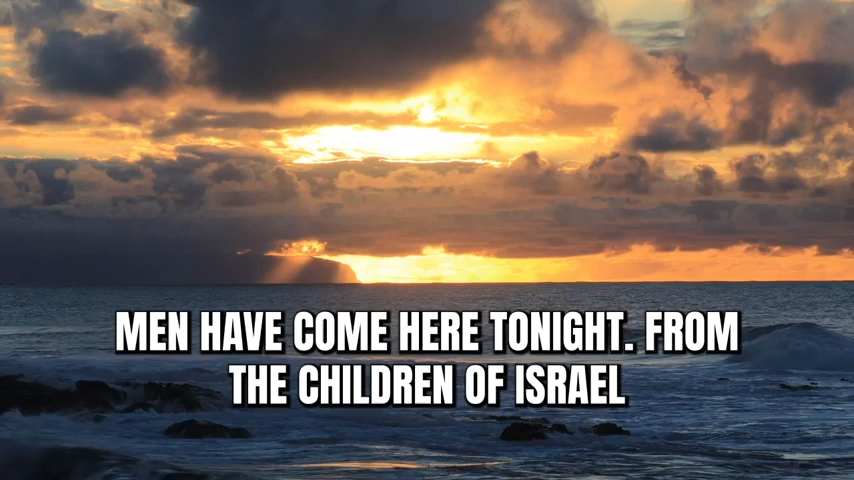 MEN HAVE COME HERE TONIGHT. FROM
THE CHILDREN OF ISRAEL